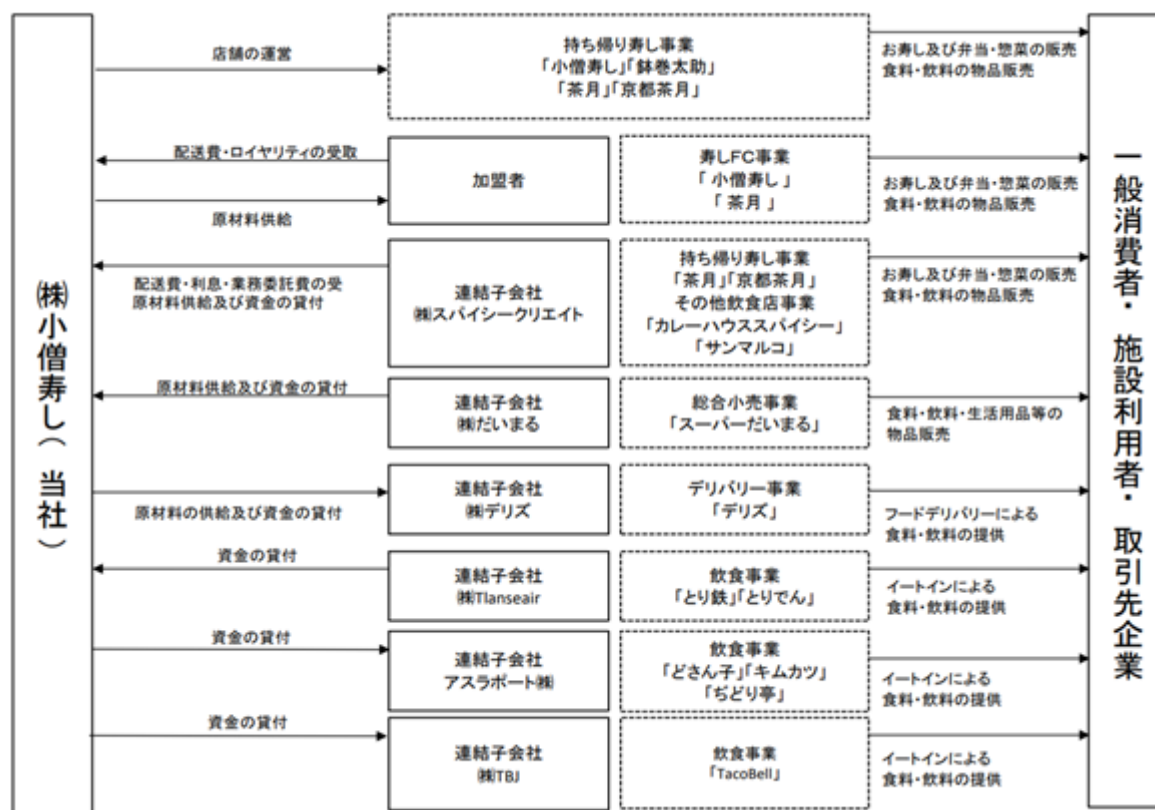 ㈱小僧寿し（当社）
店舗の運営
持ち帰り寿し事業
「小僧寿し」「鉢巻太助」
「茶月」「京都茶月」
お寿し及び弁当・惣菜の販売
食料・飲料の物品販売
配送費・ロイヤリティの受取
原材料供給
加盟者
寿しFC事業
「 小僧寿し 」
「 茶月 」
お寿し及び弁当・惣菜の販売
食料・飲料の物品販売
配送費・利息・業務委託費の受
原材料供給及び資金の貸付
連結子会社
㈱スパイシークリエイト
持ち帰り寿し事業
「茶月」「京都茶月」
その他飲食店事業
「カレーハウススパイシー」
「サンマルコ」
お寿し及び弁当・惣菜の販売
食料・飲料の物品販売
原材料供給及び資金の貸付
連結子会社
㈱だいまる
総合小売事業
「スーパーだいまる」
食料・飲料・生活用品等の
物品販売
原材料の供給及び資金の貸付
連結子会社
㈱デリズ
デリバリー事業
「デリズ」
フードデリバリーによる
食料・飲料の提供
資金の貸付
連結子会社
㈱Tlanseair
飲食事業
「とり鉄」「とりでん」
イートインによる
食料・飲料の提供
資金の貸付
連結子会社
アスラポート㈱
飲食事業
「どさん子」「キムカツ」
「ぢどり亭」
イートインによる
食料・飲料の提供
資金の貸付
連結子会社
㈱TBJ
飲食事業
「TacoBell」
イートインによる
食料・飲料の提供
一般消費者・施設利用者・取引先企業